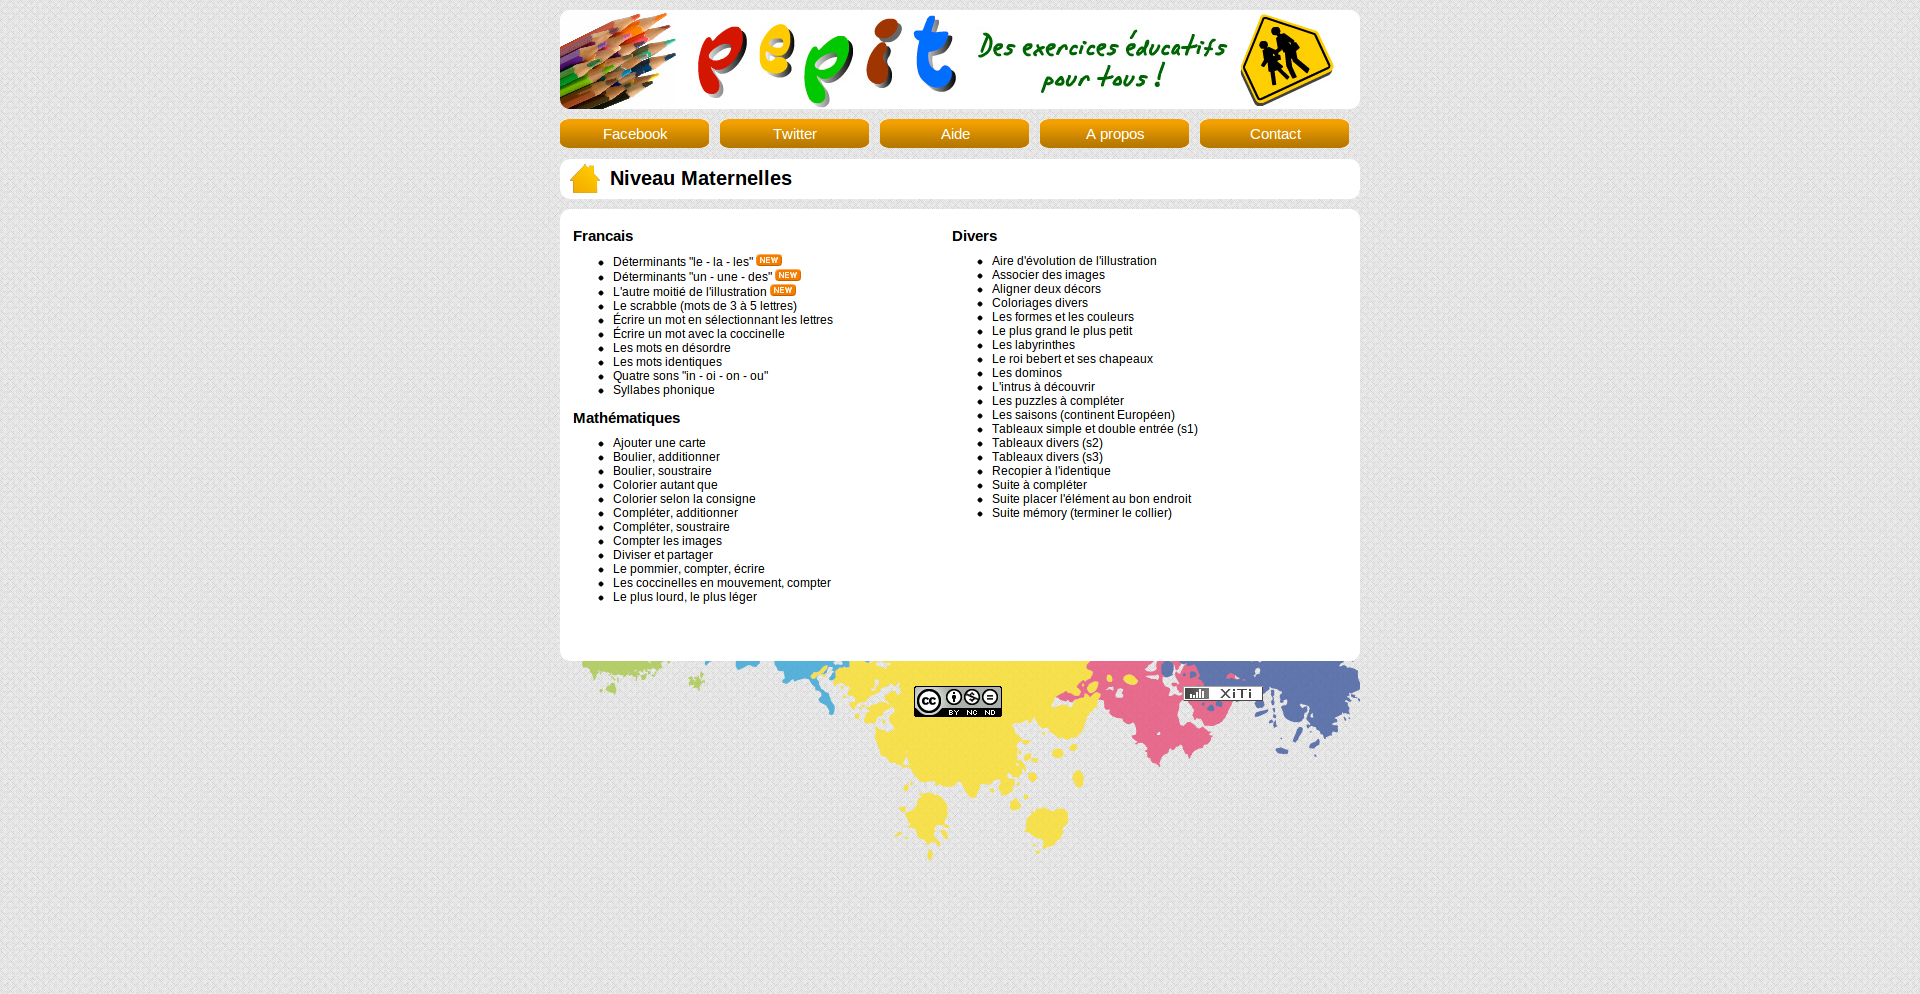 pepit
Des exercices éducatifs
pour tous !
Facebook
Twitter
Aide
A propos
Contact
Niveau Maternelles
Francais
Déterminants "le - la - les" NEW
Déterminants "un - une - des" NEW
L'autre moitié de l'illustration NEW
Le scrabble (mots de 3 à 5 lettres)
Écrire un mot en sélectionnant les lettres
Écrire un mot avec la coccinelle
Les mots en désordre
Les mots identiques
Quatre sons "in - oi - on - ou"
Syllabes phonique
Mathématiques
Ajouter une carte
Boulier, additionner
Boulier, soustraire
Colorier autant que
Colorier selon la consigne
Compléter, additionner
Compléter, soustraire
Compter les images
Diviser et partager
Le pommier, compter, écrire
Les coccinelles en mouvement, compter
Le plus lourd, le plus léger
Divers
Aire d'évolution de l'illustration
Associer des images
Aligner deux décors
Coloriages divers
Les formes et les couleurs
Le plus grand le plus petit
Les labyrinthes
Le roi bebert et ses chapeaux
Les dominos
L'intrus à découvrir
Les puzzles à compléter
Les saisons (continent Européen)
Tableaux simple et double entrée (s1)
Tableaux divers (s2)
Tableaux divers (s3)
Recopier à l'identique
Suite à compléter
Suite placer l'élément au bon endroit
Suite mémory (terminer le collier)
cc
BY NC ND
XiTi